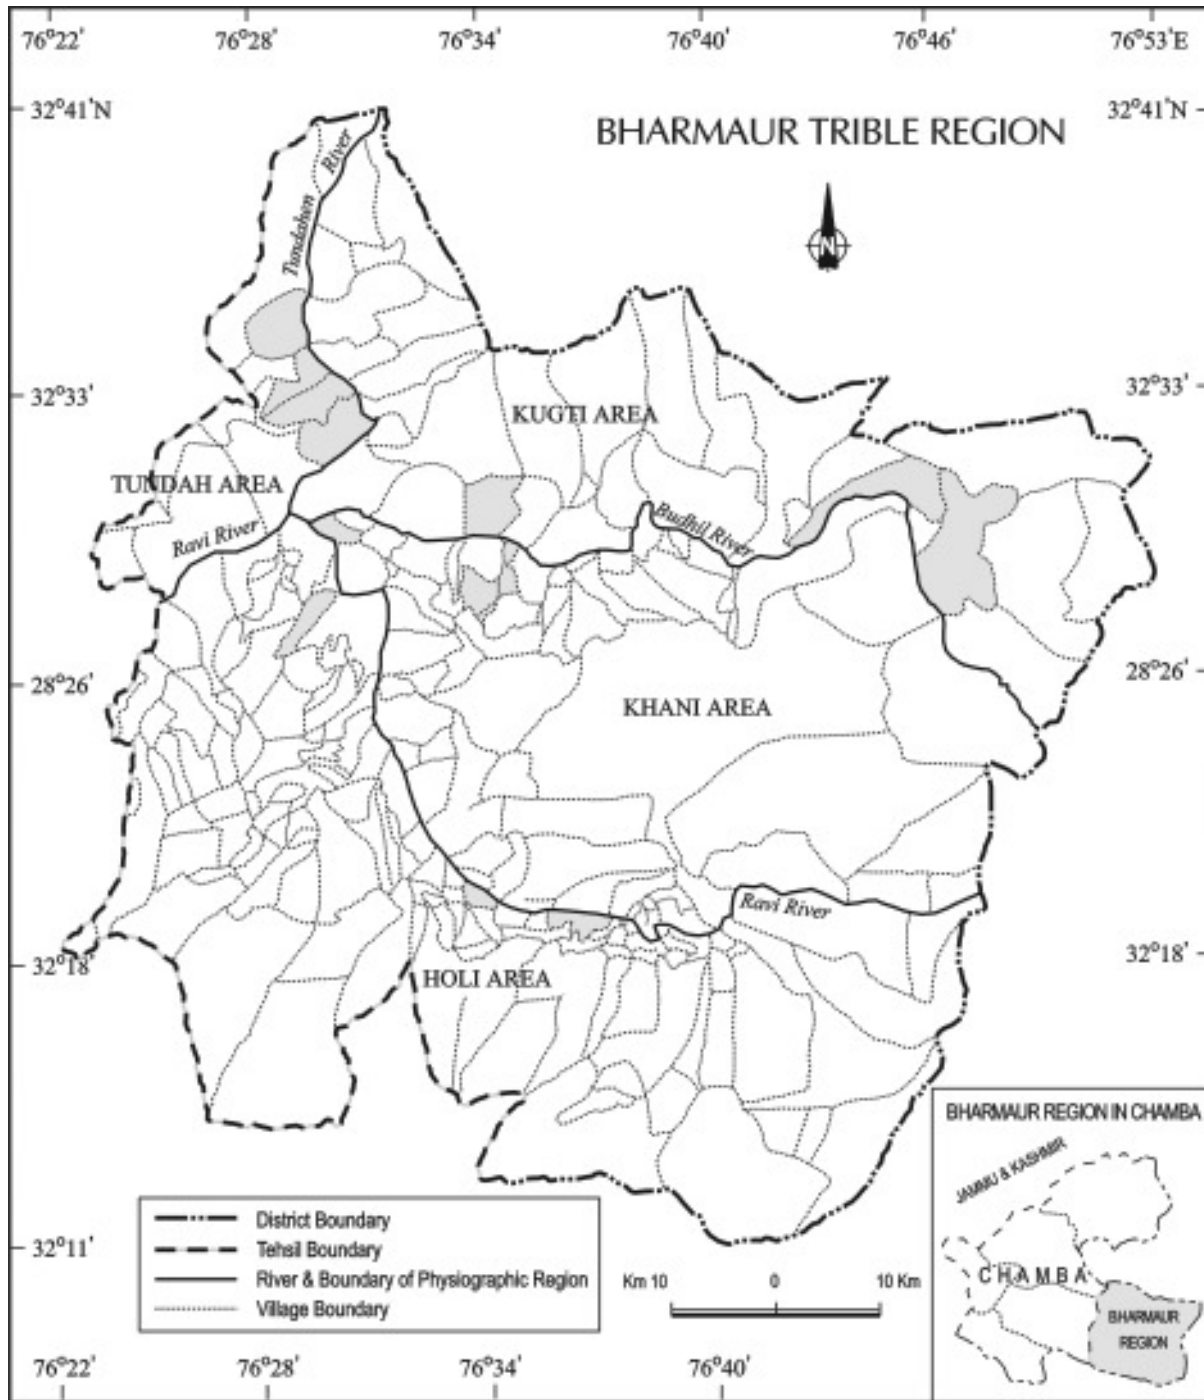 76°22' 76°28' 76°34' 76°40' 76°46' 76°53'E
32°41'N 32°41'N
BHARMAUR TRIBLE REGION
River
Tundahen
N
32°33' 32°33'
KUGTI AREA
TUNDAH AREA
Ravi River
Budhil River
28°26' 28°26'
KHANI AREA
Ravi River
32°18' 32°18'
HOLI AREA
BHARMAUR REGION IN CHAMBA
JAMMU & KASHMIR
CHAMBA
BHARMAUR
REGION
District Boundary
Tehsil Boundary
River & Boundary of Physiographic Region
Village Boundary
32°11'
Km 10 0 10 Km
76°22' 76°28' 76°34' 76°40'